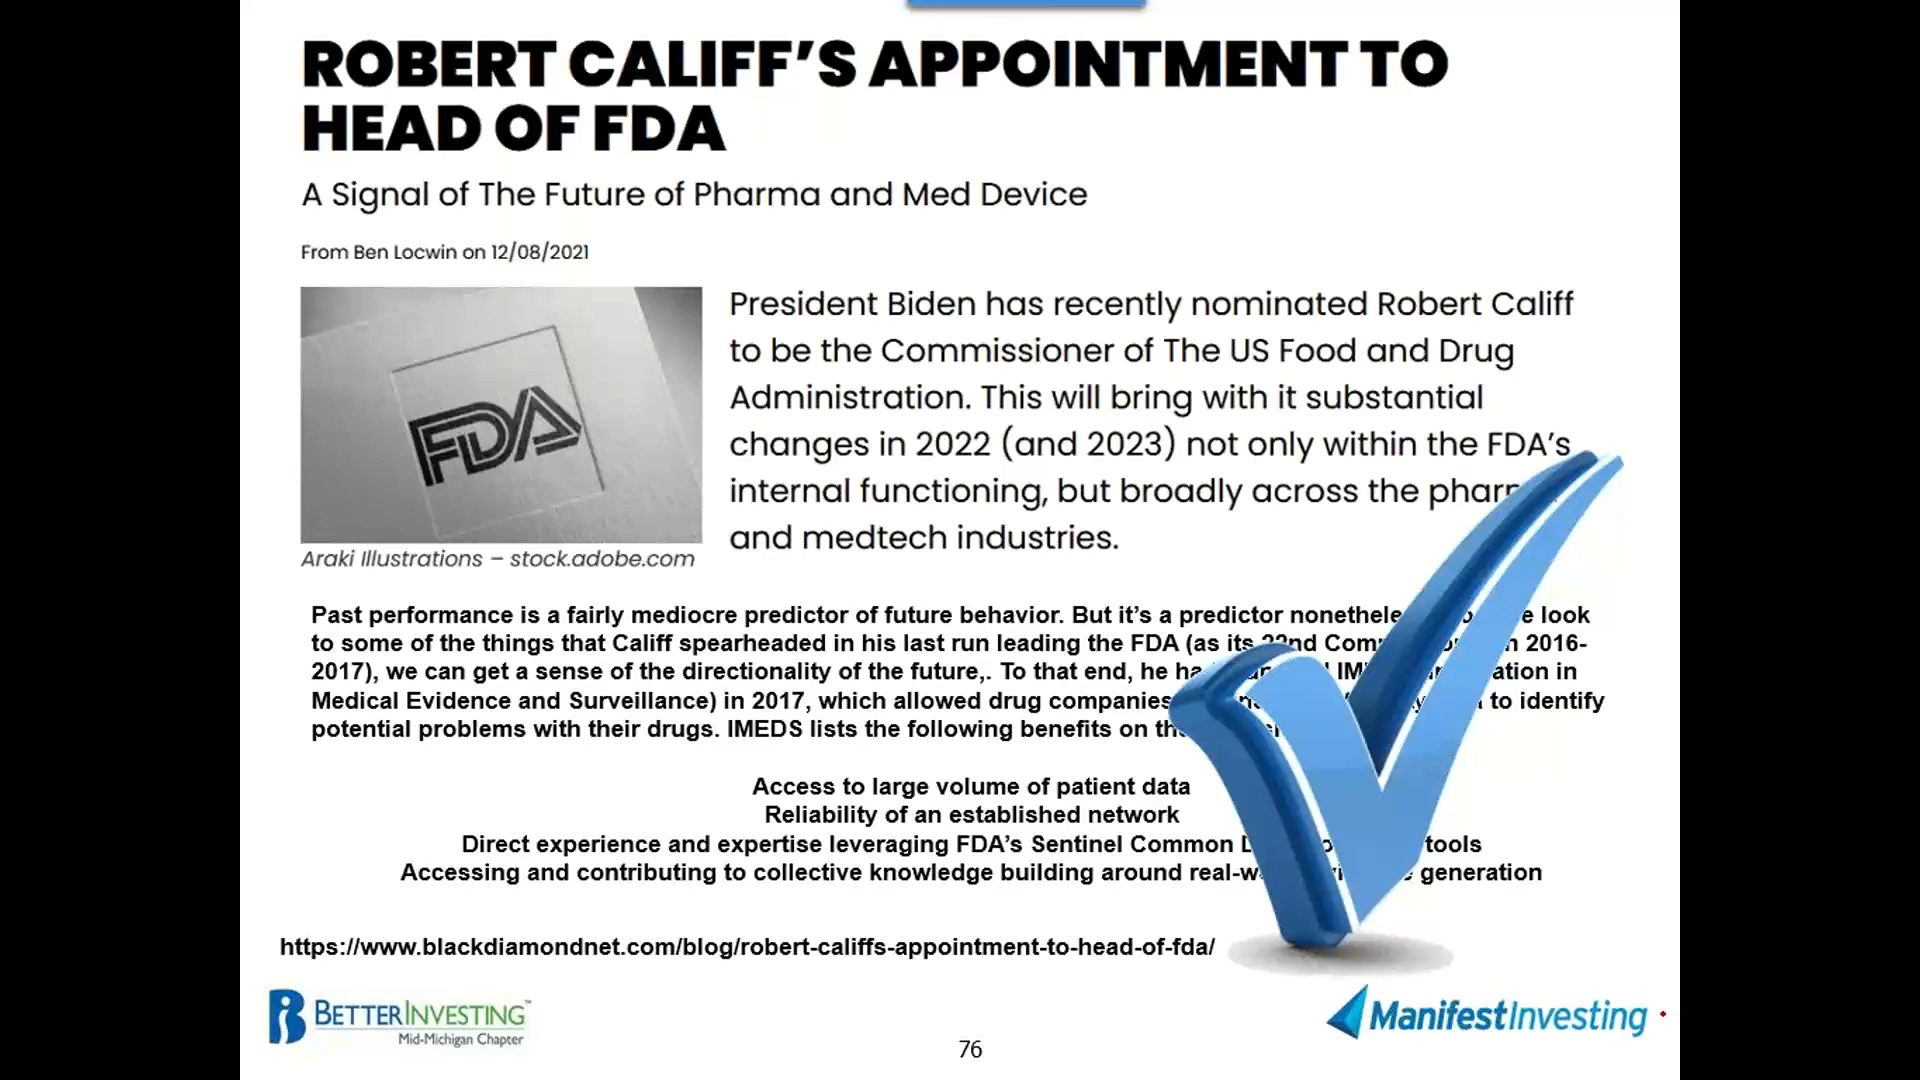 ROBERT CALIFF'S APPOINTMENT TO
HEAD OF FDA
A Signal of The Future of Pharma and Med Device
From Ben Locwin on 12/08/2021
FDA
Araki Illustrations – stock.adobe.com
President Biden has recently nominated Robert Califf
to be the Commissioner of The US Food and Drug
Administration. This will bring with it substantial
changes in 2022 (and 2023) not only within the FDA's
internal functioning, but broadly across the
and medtech industries.
Past performance is a fairly mediocre predictor of future behavior. But it's a predictor look
to some of the things that Califf spearheaded in his last run leading the FDA (as its 2016-
2017), we can get a sense of the directionality of the future,. To that end, he in
Medical Evidence and Surveillance) in 2017, which allowed drug companies to identify
potential problems with their drugs. IMEDS lists the following benefits on
Access to large volume of patient data
Reliability of an established network
Direct experience and expertise leveraging FDA's Sentinel Common tools
Accessing and contributing to collective knowledge building around generation
https://www.blackdiamondnet.com/blog/robert-califfs-appointment-to-head-of-fda/
BETTERINVESTING™
Mid-Michigan Chapter
76
ManifestInvesting